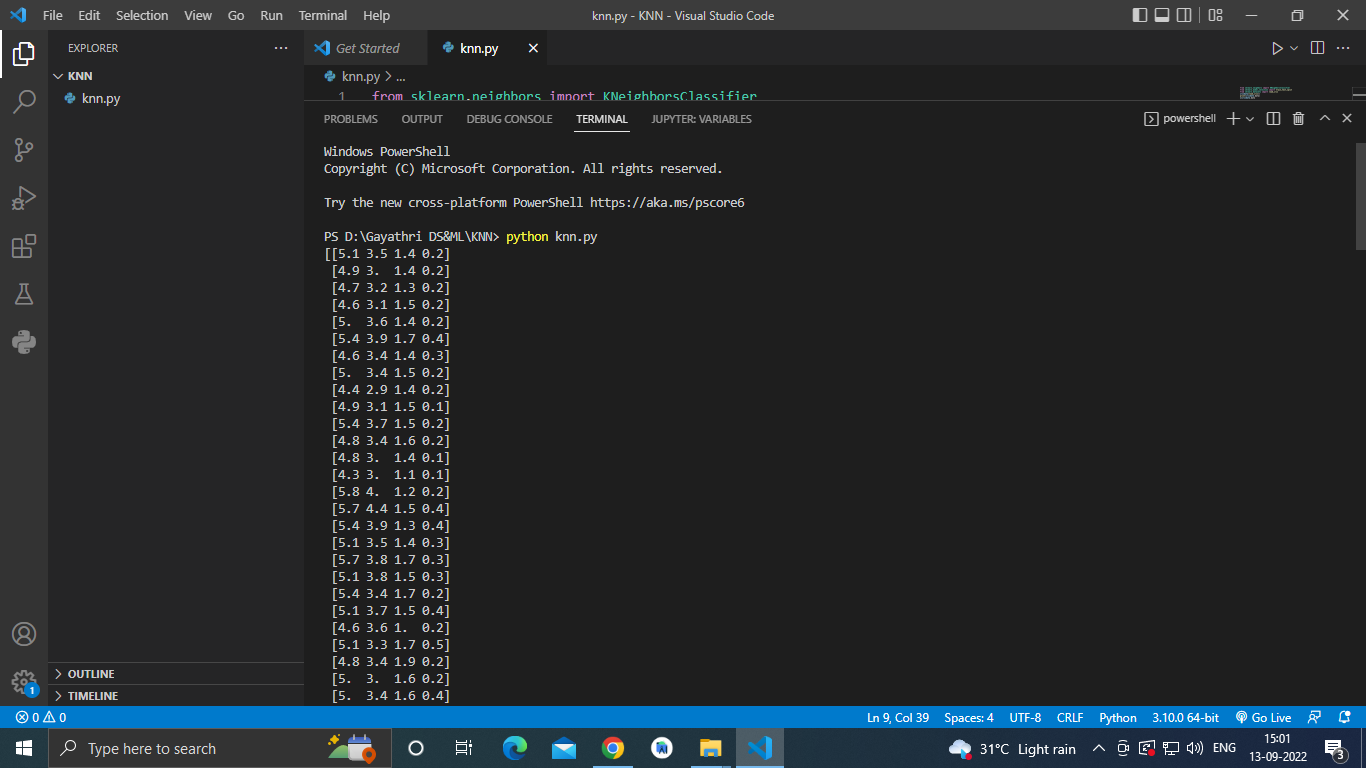 File Edit Selection View Go Run Terminal Help knn.py - KNN - Visual Studio Code
EXPLORER
KNN
knn.py
OUTLINE
TIMELINE
Get Started knn.py
knn.py > ...
1 from sklearn.neighbors import KNeighborsClassifier
PROBLEMS OUTPUT DEBUG CONSOLE TERMINAL JUPYTER: VARIABLES powershell
Windows PowerShell
Copyright (C) Microsoft Corporation. All rights reserved.
Try the new cross-platform PowerShell https://aka.ms/pscore6
PS D:\Gayathri DS&ML\KNN> python knn.py
[[5.1 3.5 1.4 0.2]
 [4.9 3.  1.4 0.2]
 [4.7 3.2 1.3 0.2]
 [4.6 3.1 1.5 0.2]
 [5.  3.6 1.4 0.2]
 [5.4 3.9 1.7 0.4]
 [4.6 3.4 1.4 0.3]
 [5.  3.4 1.5 0.2]
 [4.4 2.9 1.4 0.2]
 [4.9 3.1 1.5 0.1]
 [5.4 3.7 1.5 0.2]
 [4.8 3.4 1.6 0.2]
 [4.8 3.  1.4 0.1]
 [4.3 3.  1.1 0.1]
 [5.8 4.  1.2 0.2]
 [5.7 4.4 1.5 0.4]
 [5.4 3.9 1.3 0.4]
 [5.1 3.5 1.4 0.3]
 [5.7 3.8 1.7 0.3]
 [5.1 3.8 1.5 0.3]
 [5.4 3.4 1.7 0.2]
 [5.1 3.7 1.5 0.4]
 [4.6 3.6 1.  0.2]
 [5.1 3.3 1.7 0.5]
 [4.8 3.4 1.9 0.2]
 [5.  3.  1.6 0.2]
 [5.  3.4 1.6 0.4]
1
0 0 Ln 9, Col 39 Spaces: 4 UTF-8 CRLF Python 3.10.0 64-bit Go Live
Type here to search 31°C Light rain ENG 15:01
13-09-2022 3